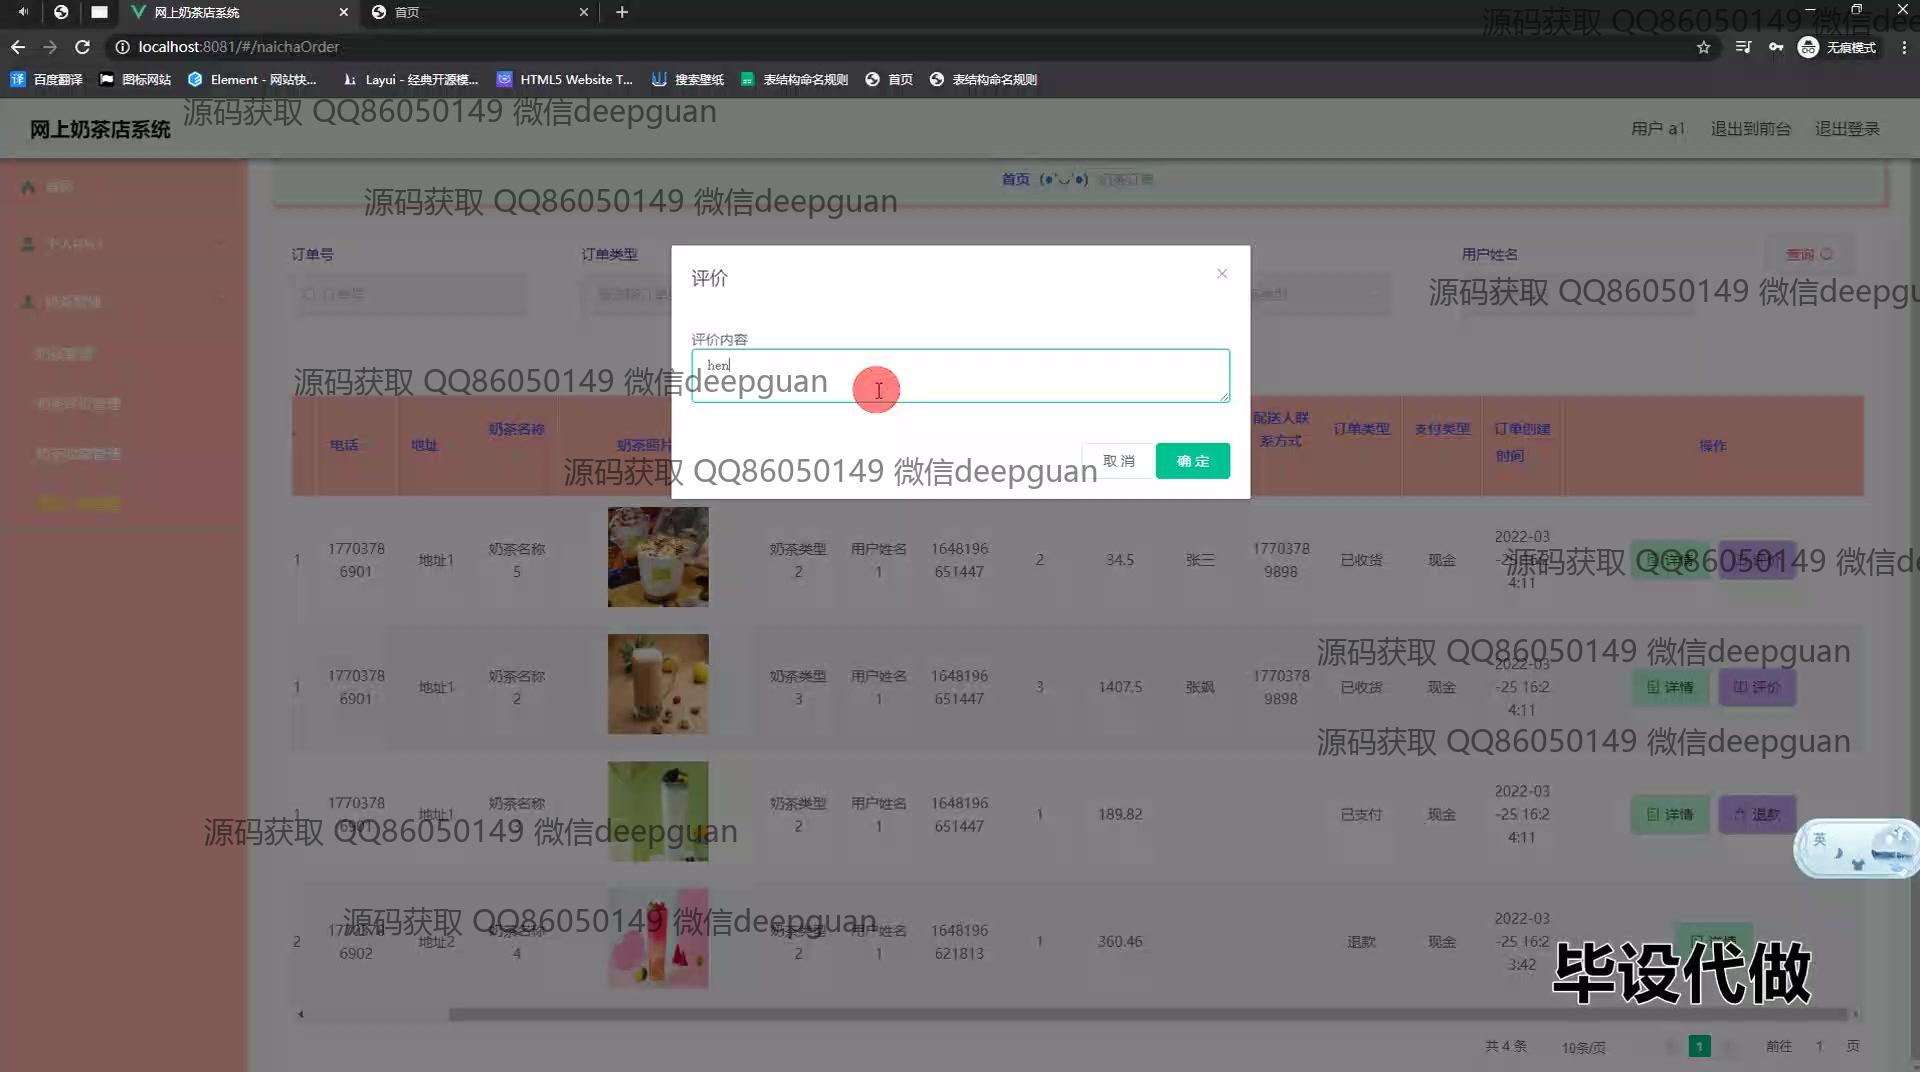 网上奶茶店系统
首页
localhost:8081/#/naichaOrder
无痕模式
百度翻译
图标网站
Element - 网站快...
Layui - 经典开源模...
HTML5 Website T...
搜索壁纸
表结构命名规则
首页
表结构命名规则
源码获取 QQ86050149 微信deepguan
网上奶茶店系统
用户 a1
退出到前台
退出登录
首页
首页 (●'◡'●) 奶茶订单
源码获取 QQ86050149 微信deepguan
个人中心
订单号
订单类型
用户姓名
查询
评价
订单号
源码获取 QQ86050149 微信deepgu
评价内容
hen
源码获取 QQ86050149 微信deepguan
电话
地址
奶茶名称
奶茶照片
配送人联系方式
订单类型
支付类型
订单创建时间
操作
取 消
确 定
源码获取 QQ86050149 微信deepguan
1 17703786901 地址1 奶茶名称5 奶茶类型2 用户姓名1 1648196651447 2 34.5 张三 17703789898 已收货 现金 2022-03-25 16:24:11 详情 评价
源码获取 QQ86050149 微信d
1 17703786901 地址1 奶茶名称2 奶茶类型3 用户姓名1 1648196651447 3 1407.5 张飒 17703789898 已收货 现金 2022-03-25 16:24:11 详情 评价
源码获取 QQ86050149 微信deepguan
源码获取 QQ86050149 微信deepguan
1 17703786901 地址1 奶茶名称 奶茶类型2 用户姓名1 1648196651447 1 189.82 已支付 现金 2022-03-25 16:24:11 详情 退款
源码获取 QQ86050149 微信deepguan
英
2 17703786902 地址2 奶茶名称4 奶茶类型2 用户姓名1 1648196621813 1 360.46 退款 现金 2022-03-25 16:23:42 详情
源码获取 QQ86050149 微信deepguan
毕设代做
共 4 条
10条/页
1
前往 1 页